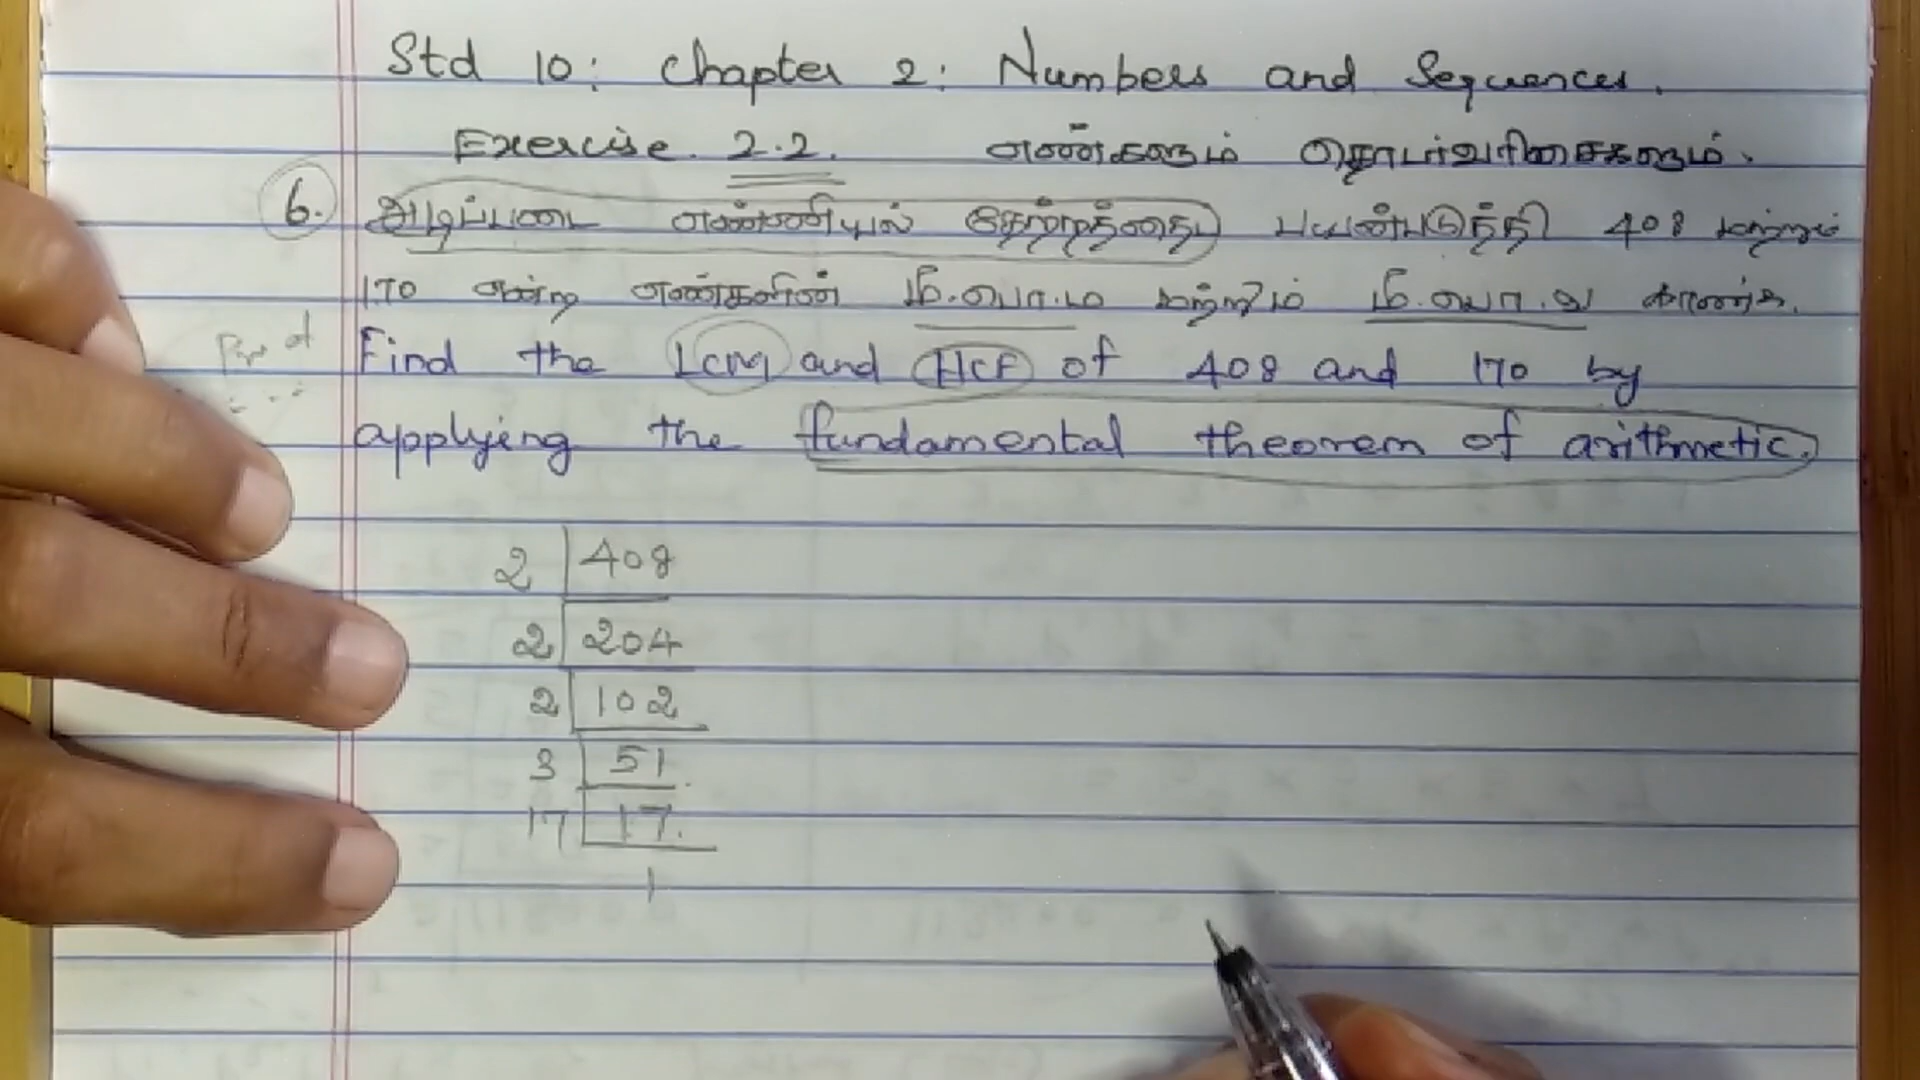 Std 10: Chapter 2: Numbers and Sequences.
Exercise. 2.2. எண்களும் தொடர்வரிசைகளும்.
6. அடிப்படை எண்ணியல் தேற்றத்தைப் பயன்படுத்தி 408 மற்றும்
170 என்ற எண்களின் மீ.பொ.ம மற்றும் மீ.பொ.வ காண்க.
Find the LCM and HCF of 408 and 170 by
applying the fundamental theorem of arithmetic.
2 408
2 204
2 102
3 51
17 17.
1